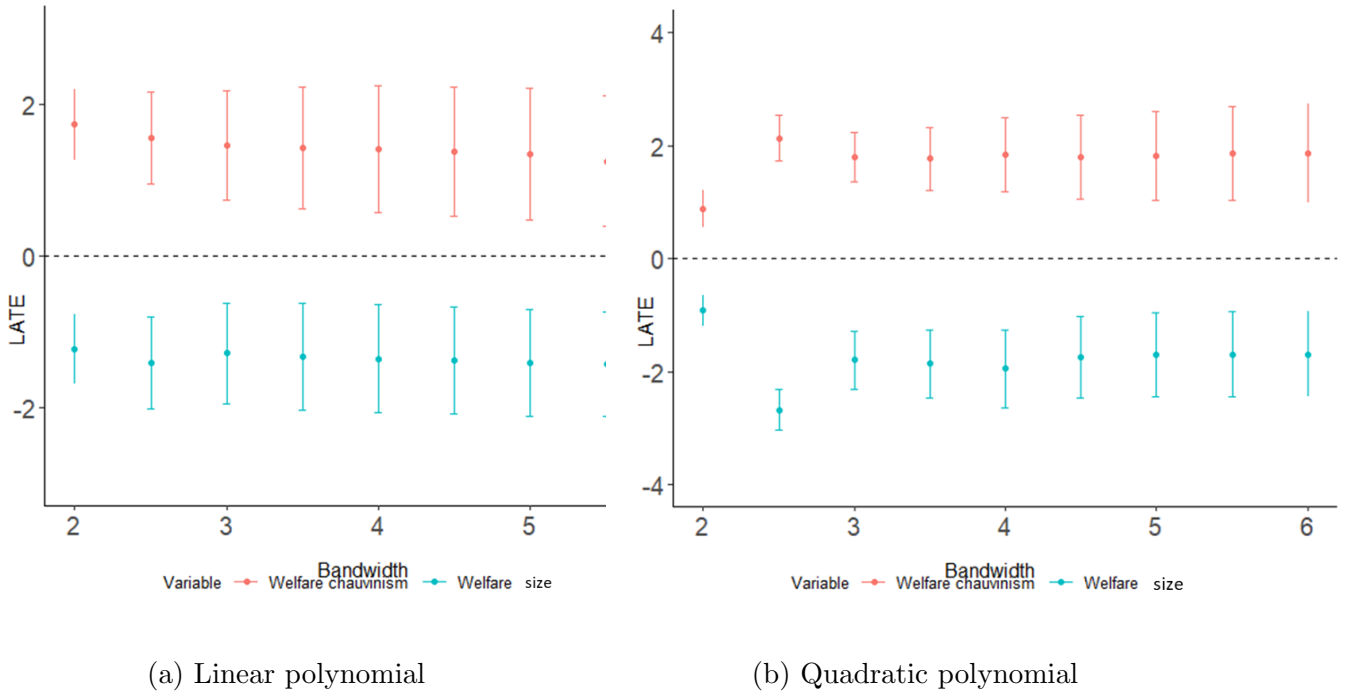 2
0
-2
LATE
2 3 4 5
Bandwidth
Variable Welfare chauvinism Welfare size
(a) Linear polynomial
4
2
0
-2
-4
LATE
2 3 4 5 6
Bandwidth
Variable Welfare chauvinism Welfare size
(b) Quadratic polynomial